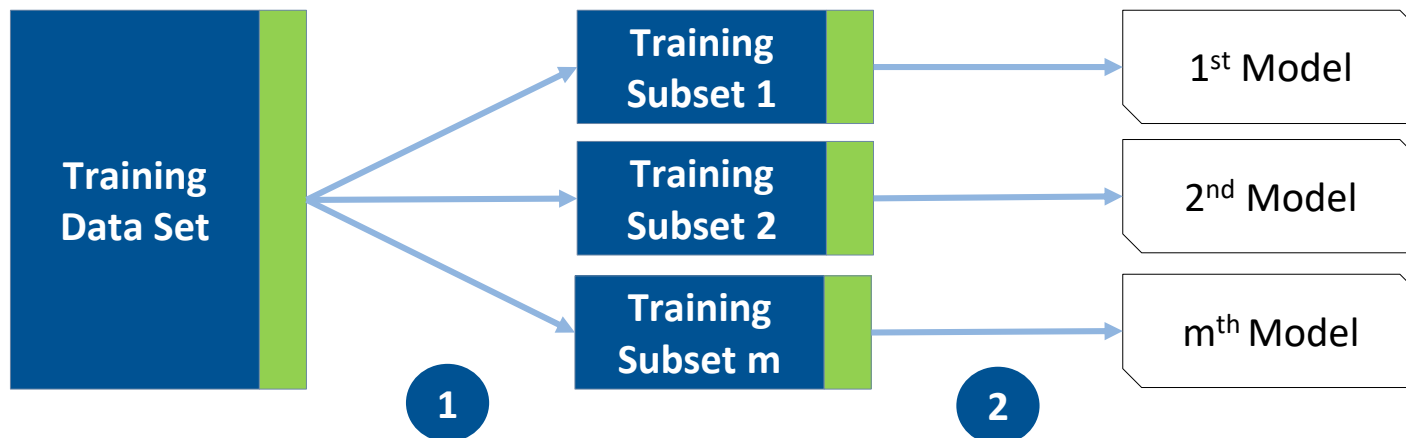 Training
Data Set
Training
Subset 1
Training
Subset 2
Training
Subset m
1st Model
2nd Model
mth Model
1
2